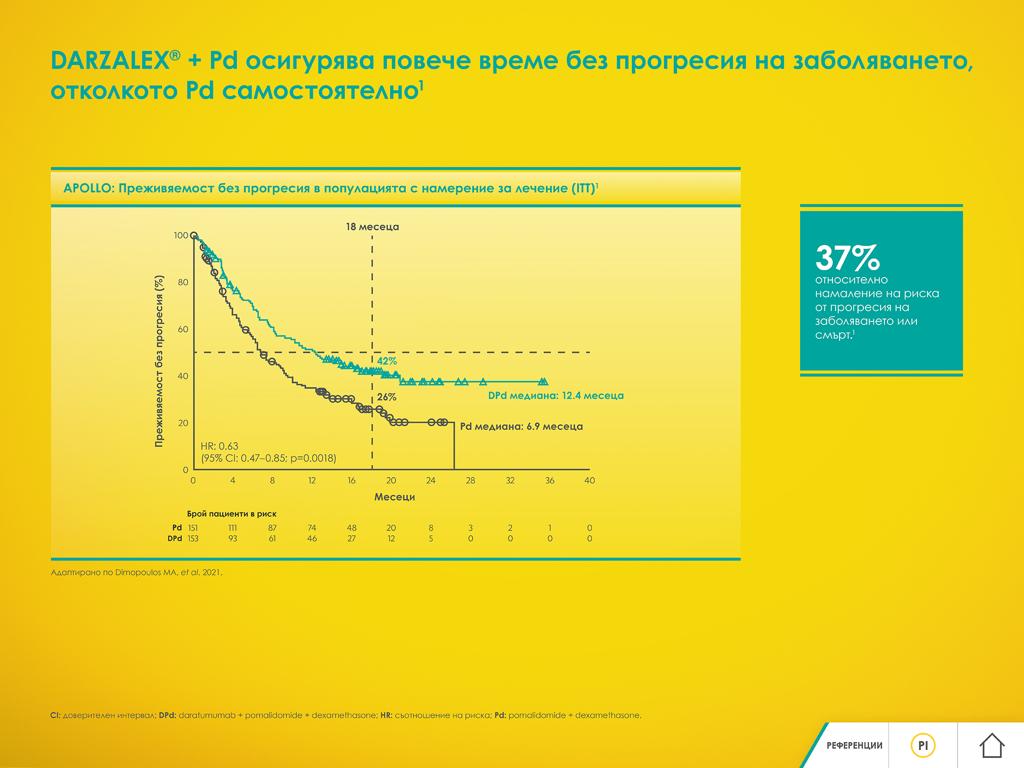 DARZALEX® + Pd осигурява повече време без прогресия на заболяването,
отколкото Pd самостоятелно¹
APOLLO: Преживяемост без прогресия в популацията с намерение за лечение (ITT)¹
18 месеца
Преживяемост без прогресия (%)
100
80
60
40
20
0
42%
26%
DPd медиана: 12.4 месеца
Pd медиана: 6.9 месеца
HR: 0.63
(95% CI: 0.47–0.85; p=0.0018)
0 4 8 12 16 20 24 28 32 36 40
Месеци
Брой пациенти в риск
Pd 151 111 87 74 48 20 8 3 2 1 0
DPd 153 93 61 46 27 12 5 0 0 0 0
37%
относително
намаление на риска
от прогресия на
заболяването или
смърт.¹
Адаптирано по Dimopoulos MA, et al. 2021.
CI: доверителен интервал; DPd: daratumumab + pomalidomide + dexamethasone; HR: съотношение на риска; Pd: pomalidomide + dexamethasone.
РЕФЕРЕНЦИИ
PI